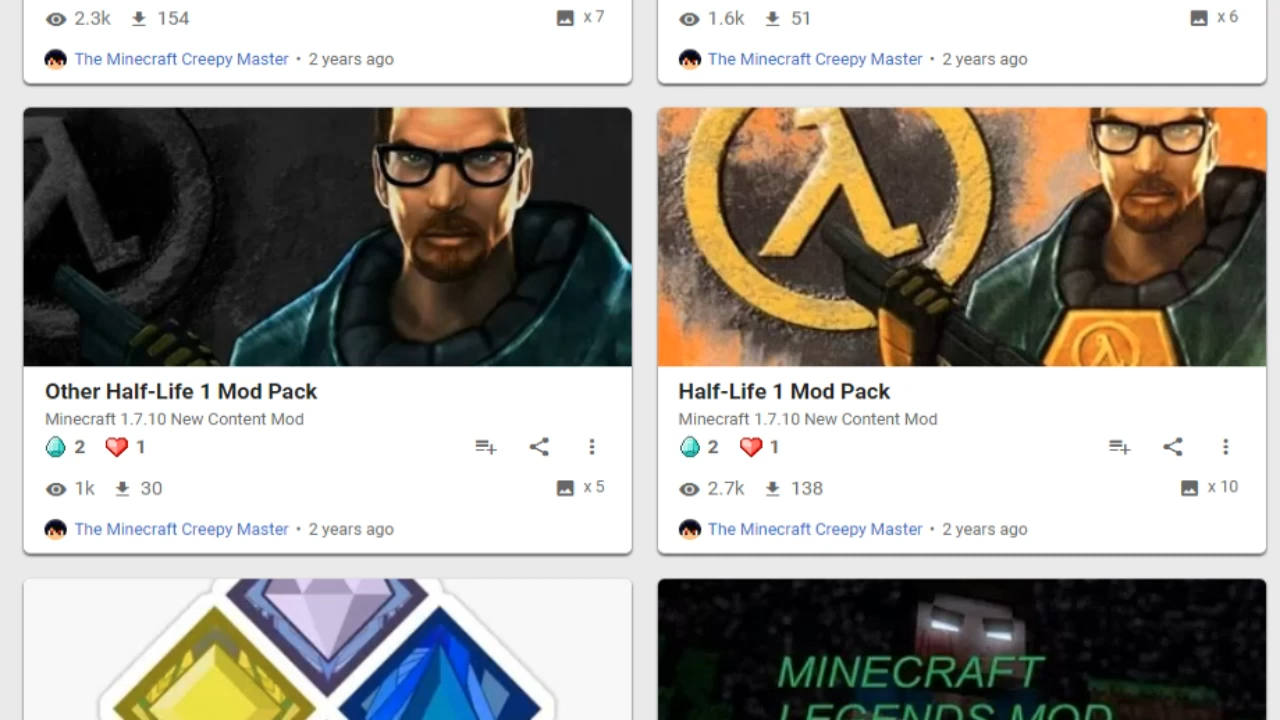 2.3k 154 x 7
The Minecraft Creepy Master • 2 years ago
1.6k 51 x 6
The Minecraft Creepy Master • 2 years ago
Other Half-Life 1 Mod Pack
Minecraft 1.7.10 New Content Mod
2 1
1k 30 x 5
The Minecraft Creepy Master • 2 years ago
Half-Life 1 Mod Pack
Minecraft 1.7.10 New Content Mod
2 1
2.7k 138 x 10
The Minecraft Creepy Master • 2 years ago
MINECRAFT
LEGENDS MOD